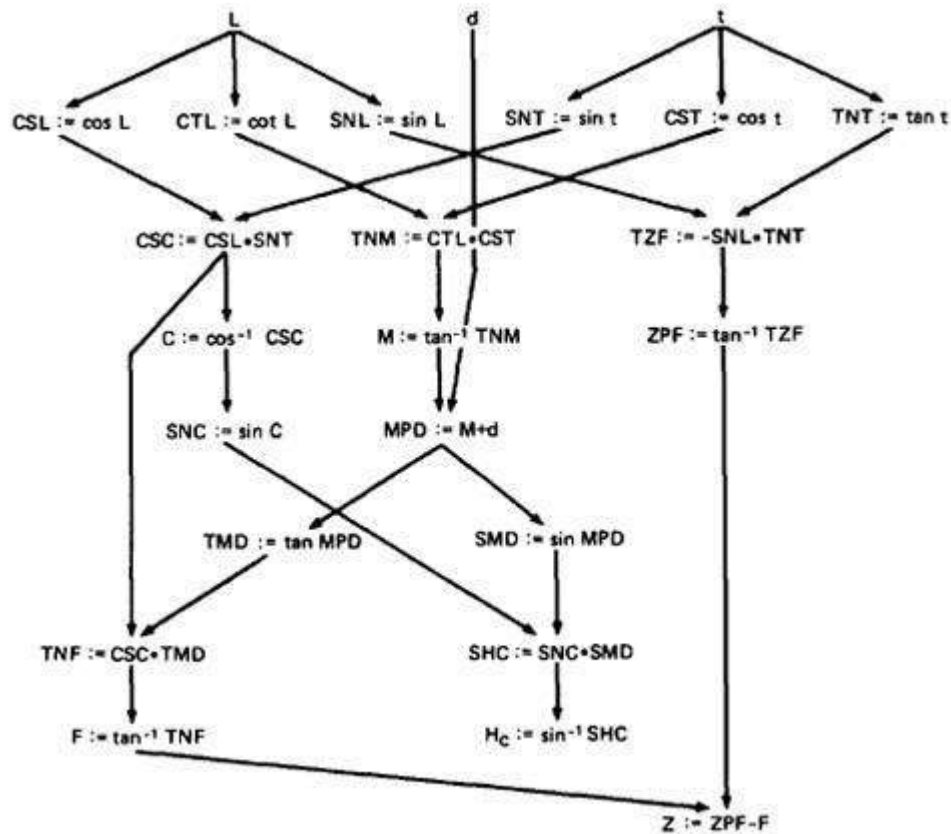 L d t
CSL := cos L CTL := cot L SNL := sin L SNT := sin t CST := cos t TNT := tan t
CSC := CSL•SNT TNM := CTL•CST TZF := -SNL•TNT
C := cos⁻¹ CSC M := tan⁻¹ TNM ZPF := tan⁻¹ TZF
SNC := sin C MPD := M+d
TMD := tan MPD SMD := sin MPD
TNF := CSC•TMD SHC := SNC•SMD
F := tan⁻¹ TNF H_C := sin⁻¹ SHC
Z := ZPF-F